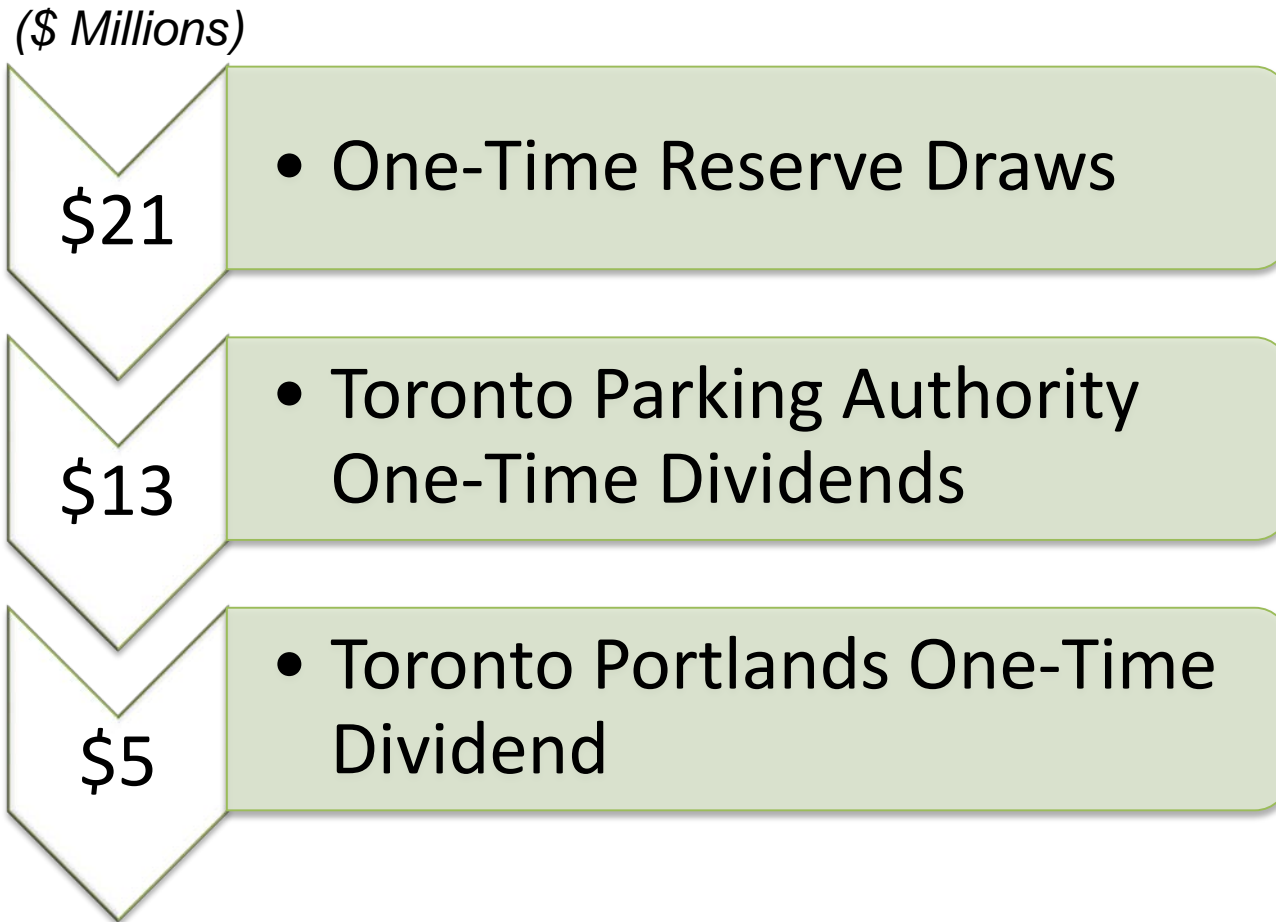 ($ Millions)
$21
• One-Time Reserve Draws
$13
• Toronto Parking Authority
One-Time Dividends
$5
• Toronto Portlands One-Time
Dividend